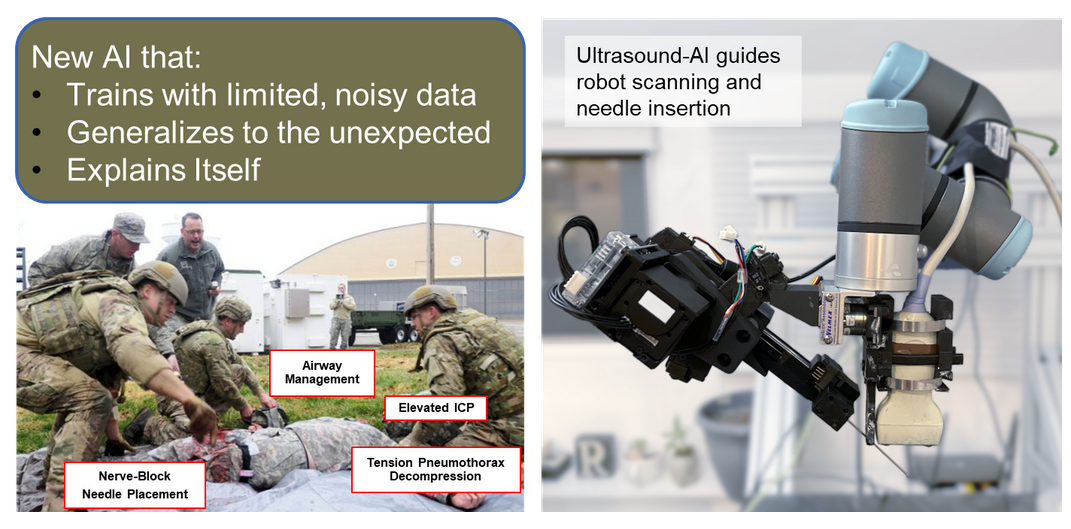 New AI that:
• Trains with limited, noisy data
• Generalizes to the unexpected
• Explains Itself
Airway
Management
Elevated ICP
Tension Pneumothorax
Decompression
Nerve-Block
Needle Placement
Ultrasound-AI guides
robot scanning and
needle insertion
R